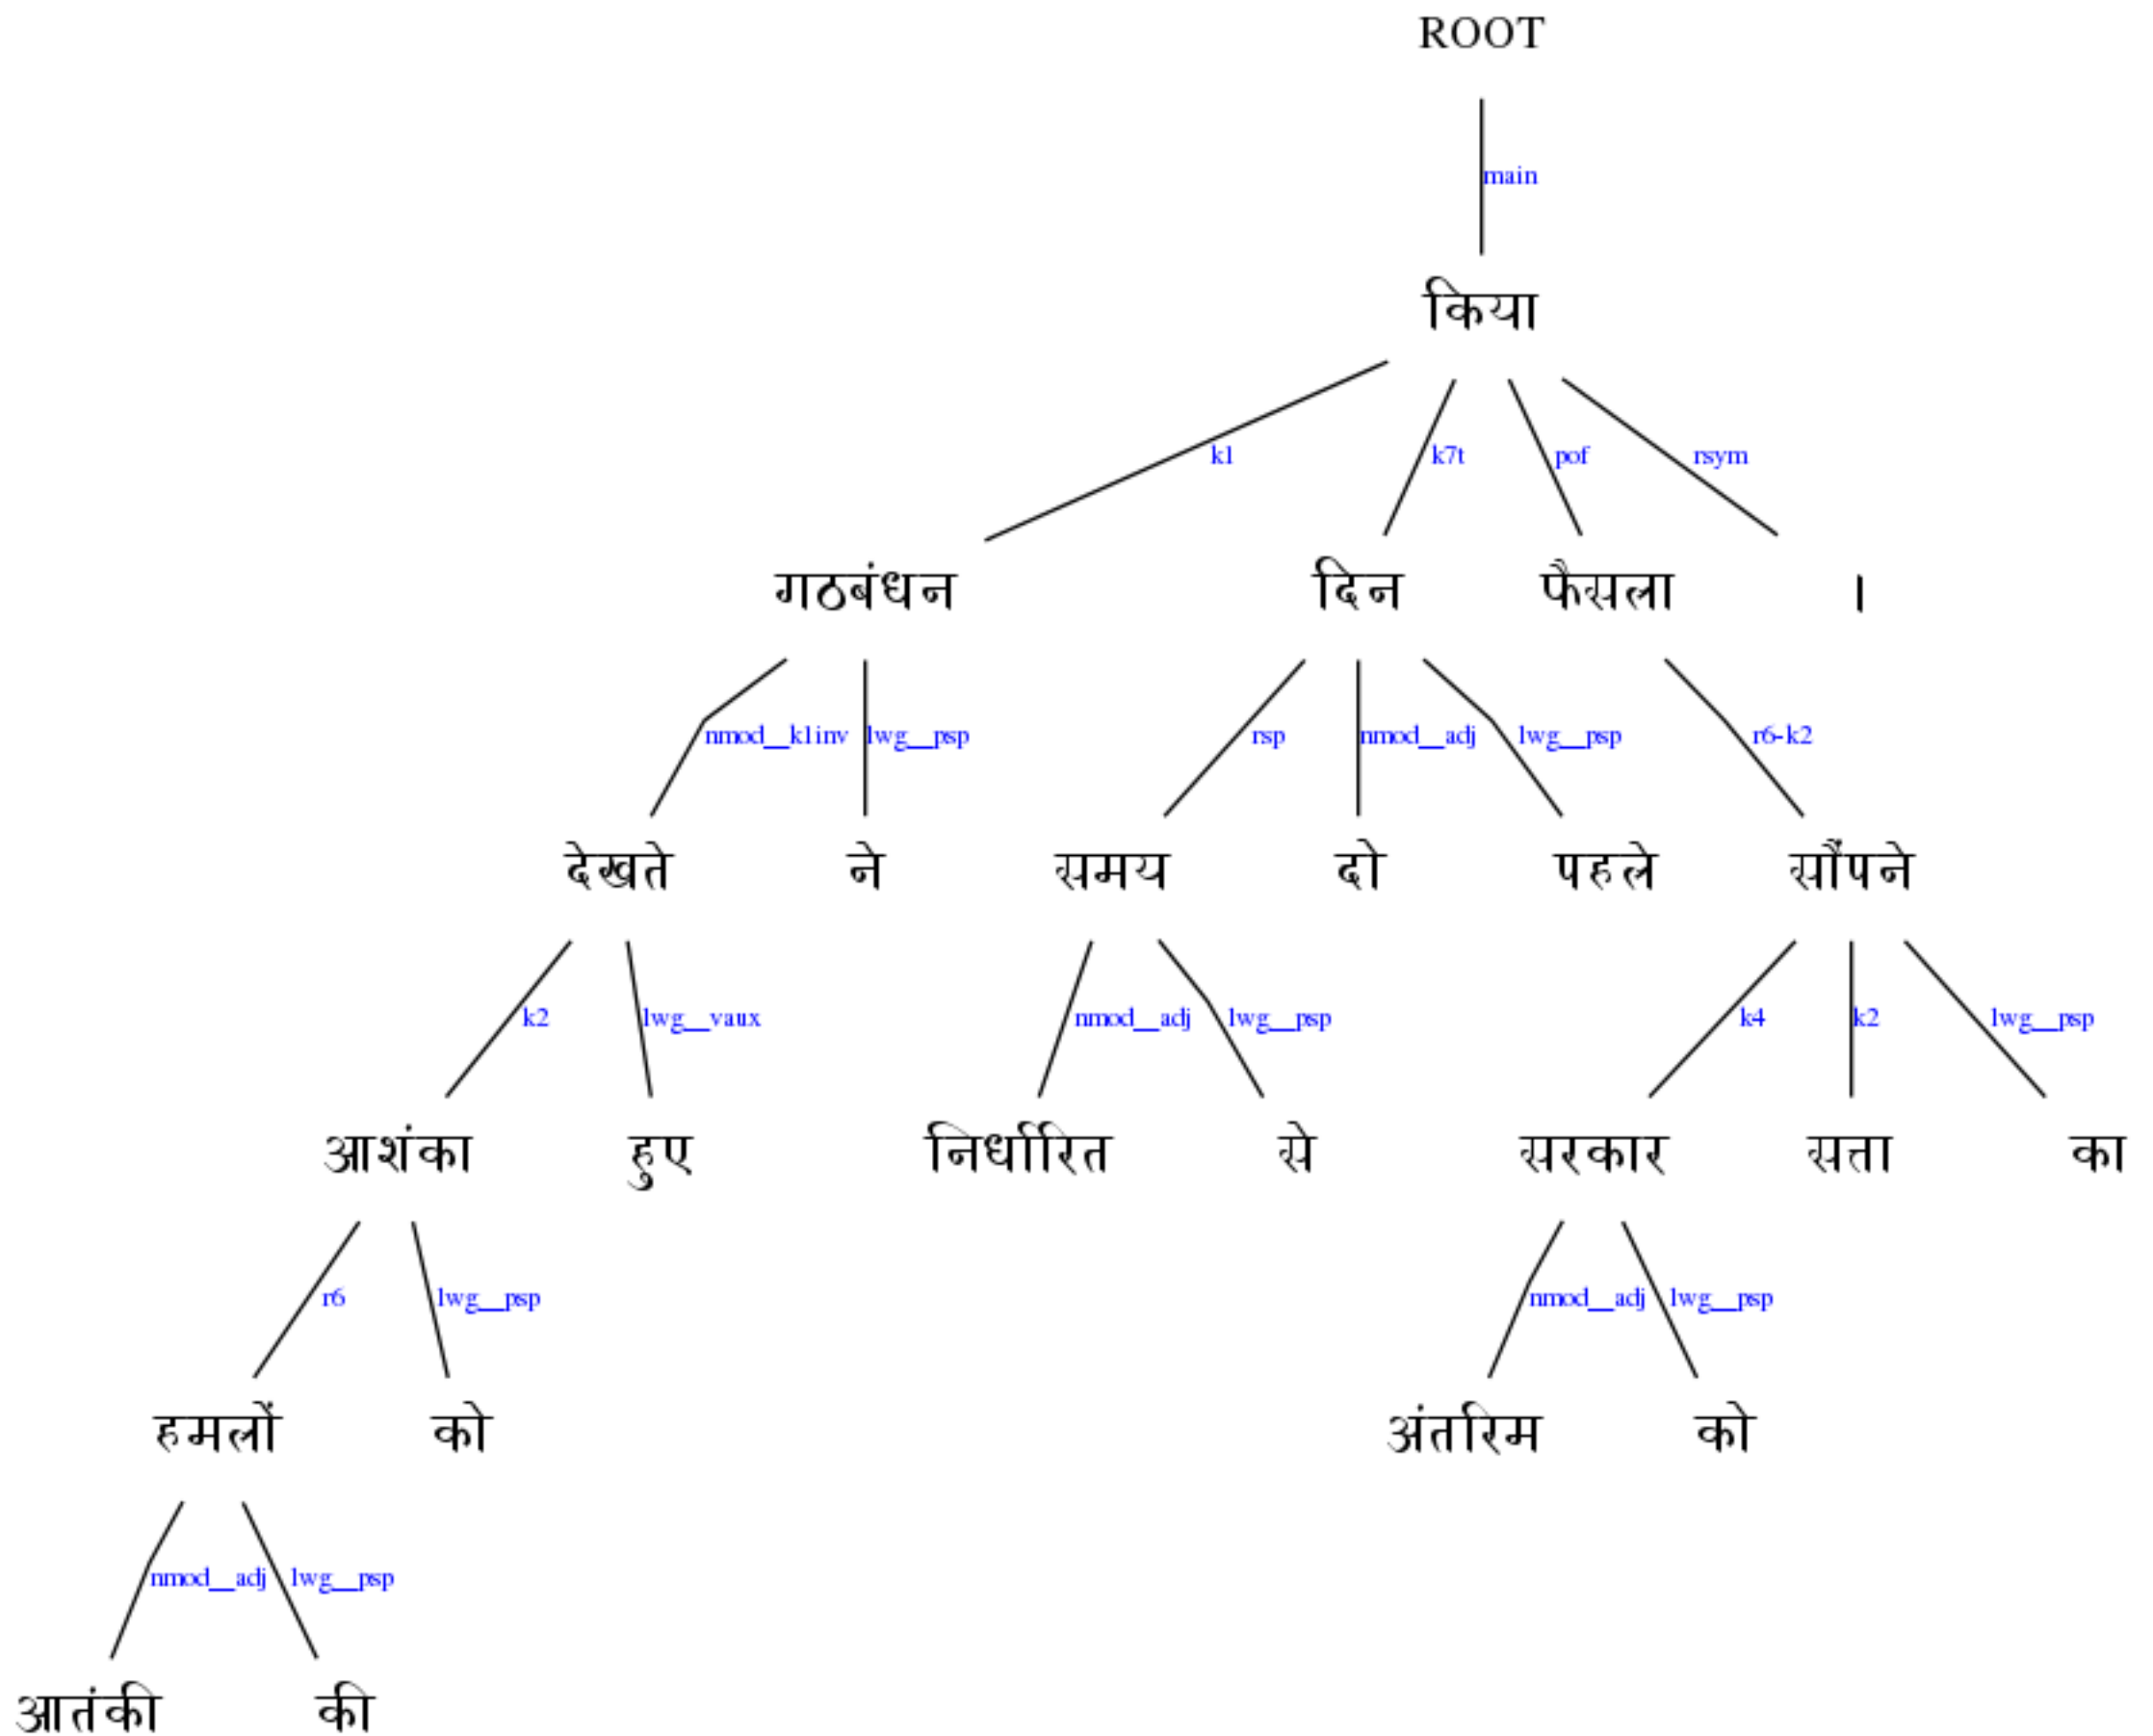 ROOT
main
किया
k1 k7t pof rsym
गठबंधन दिन फैसला ।
nmod__k1inv lwg__psp rsp nmod__adj lwg__psp r6-k2
देखते ने समय दो पहले सौंपने
k2 lwg__vaux nmod__adj lwg__psp k4 k2 lwg__psp
आशंका हुए निर्धारित से सरकार सत्ता का
r6 lwg__psp nmod__adj lwg__psp
हमलों को अंतरिम को
nmod__adj lwg__psp
आतंकी की